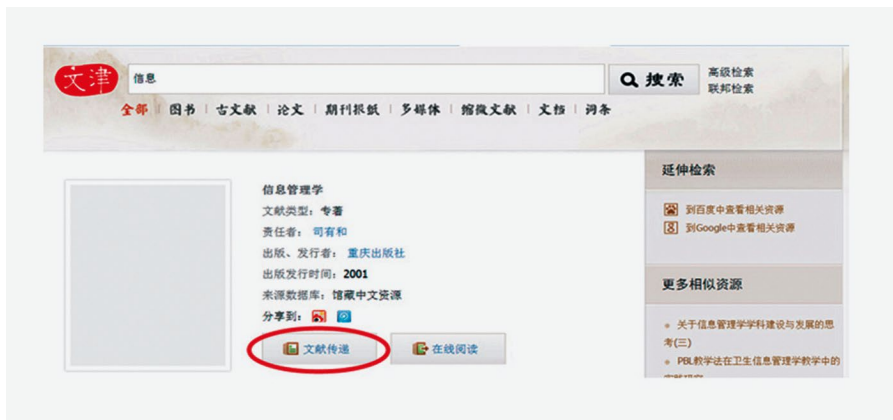 文津
信息
搜索
高级检索
联邦检索
全部 图书 古文献 论文 期刊报纸 多媒体 缩微文献 文档 词条
信息管理学
文献类型：专著
责任者： 司有和
出版、发行者： 重庆出版社
出版发行时间：2001
来源数据库：馆藏中文资源
分享到：
文献传递
在线阅读
延伸检索
到百度中查看相关资源
到Google中查看相关资源
更多相似资源
关于信息管理学学科建设与发展的思
考(三)
PBL教学法在卫生信息管理学教学中的